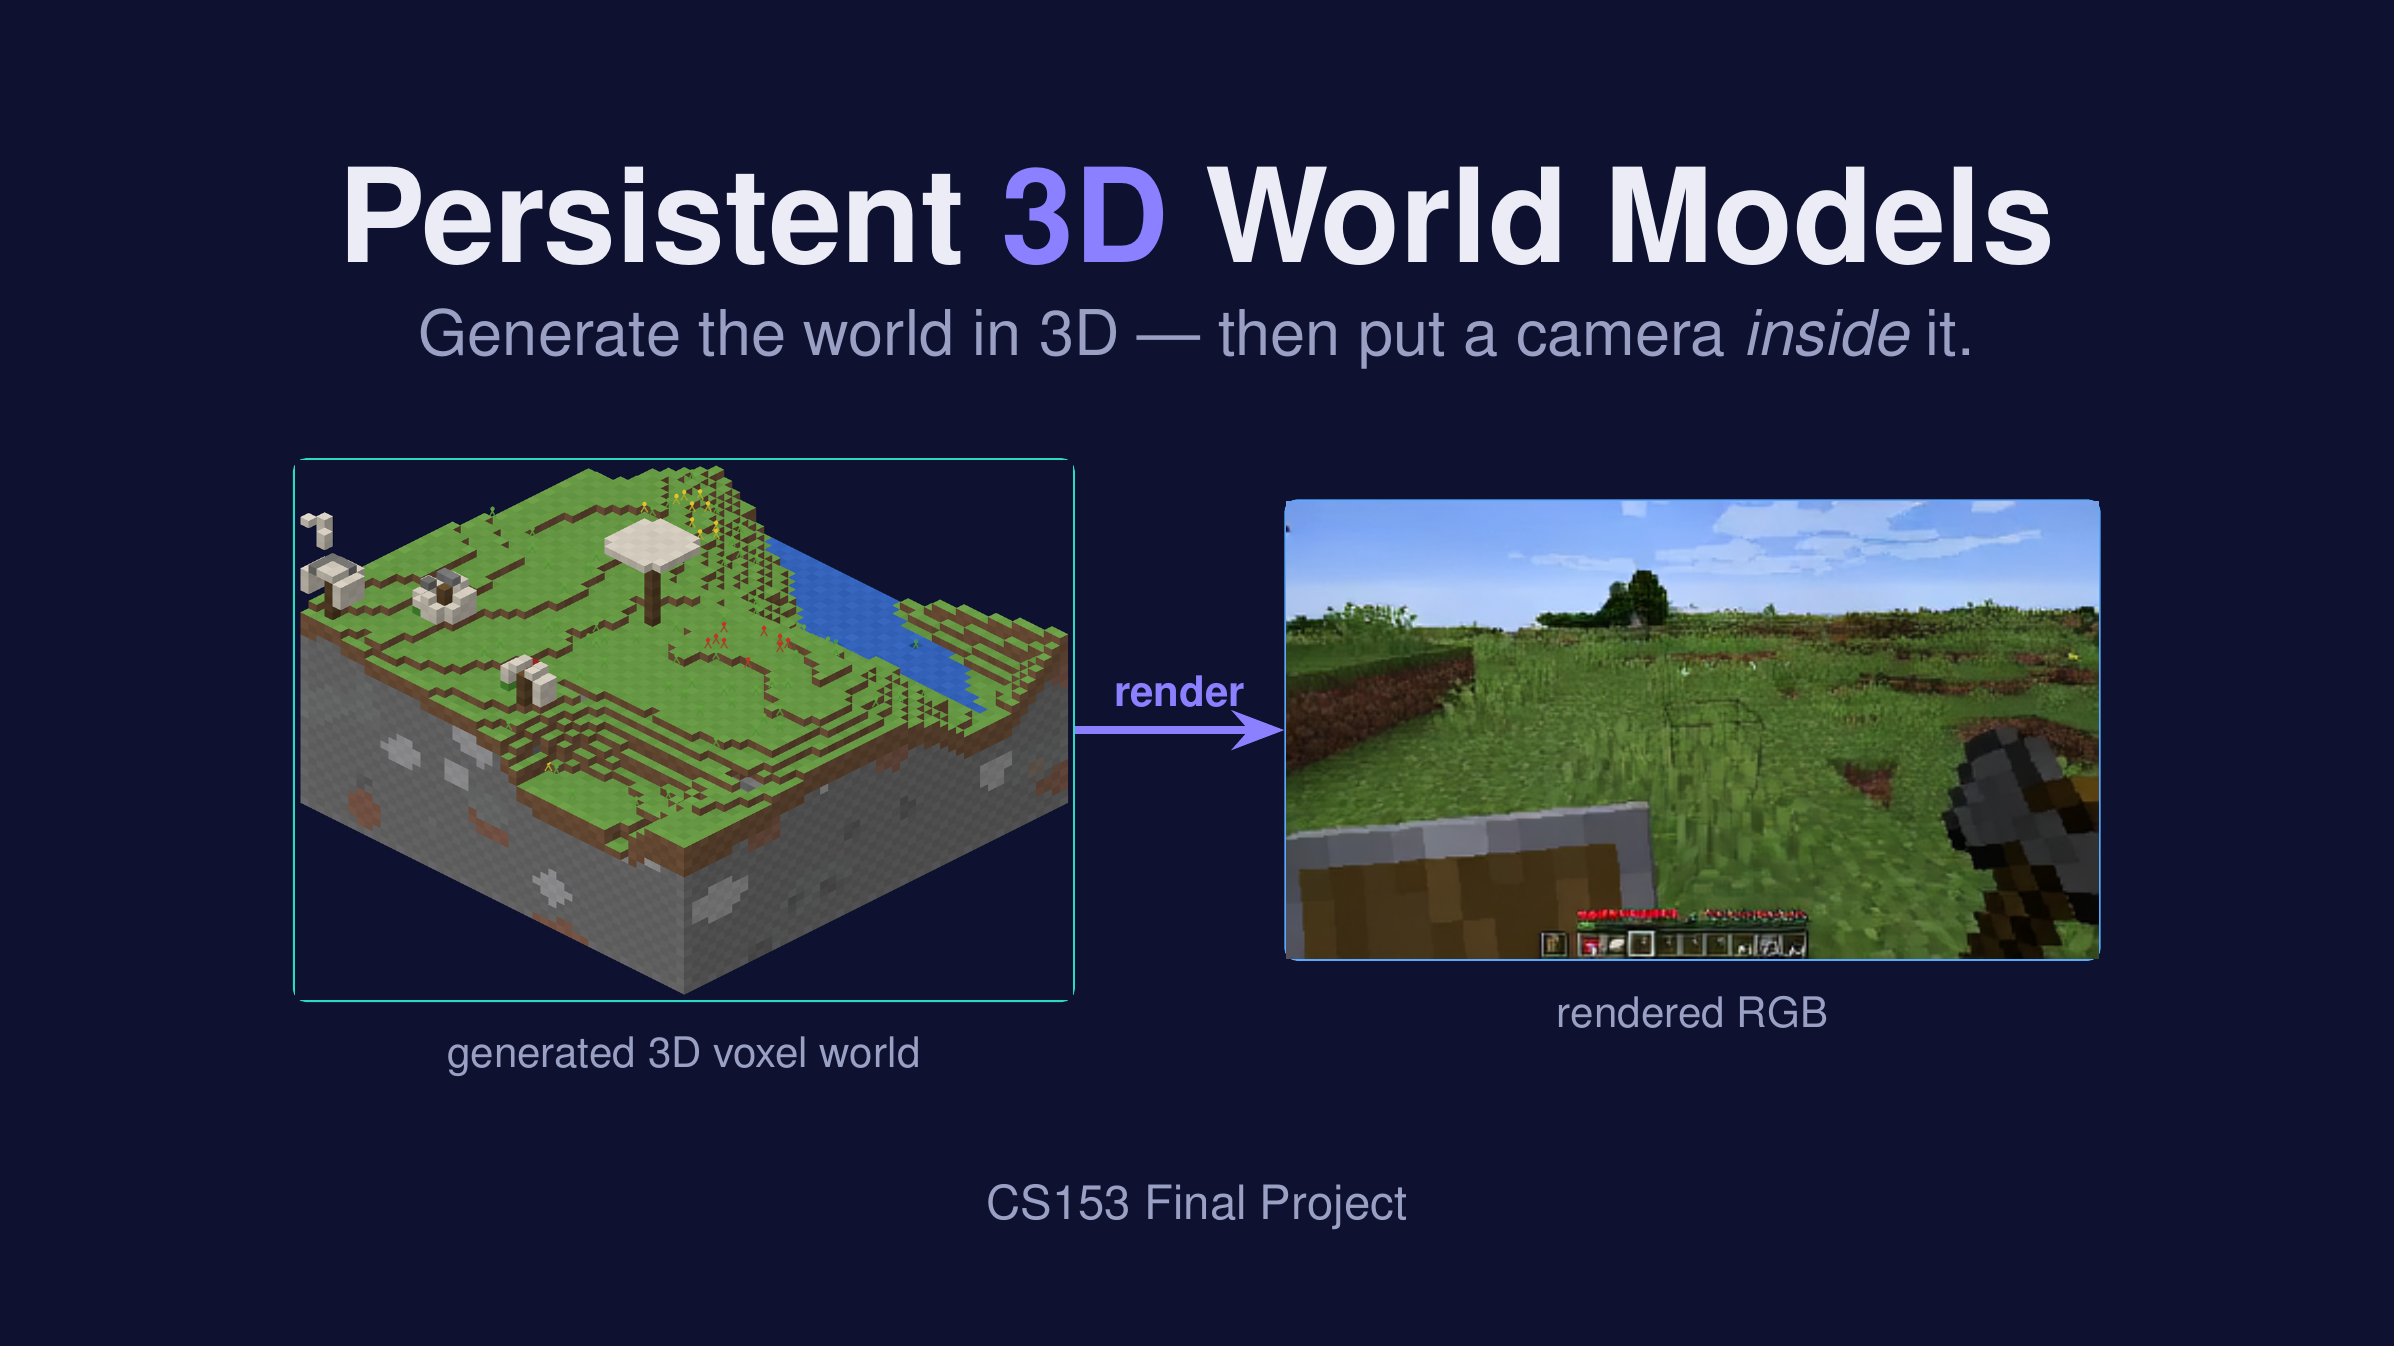 Persistent 3D World Models
Generate the world in 3D — then put a camera inside it.
render
generated 3D voxel world
rendered RGB
CS153 Final Project